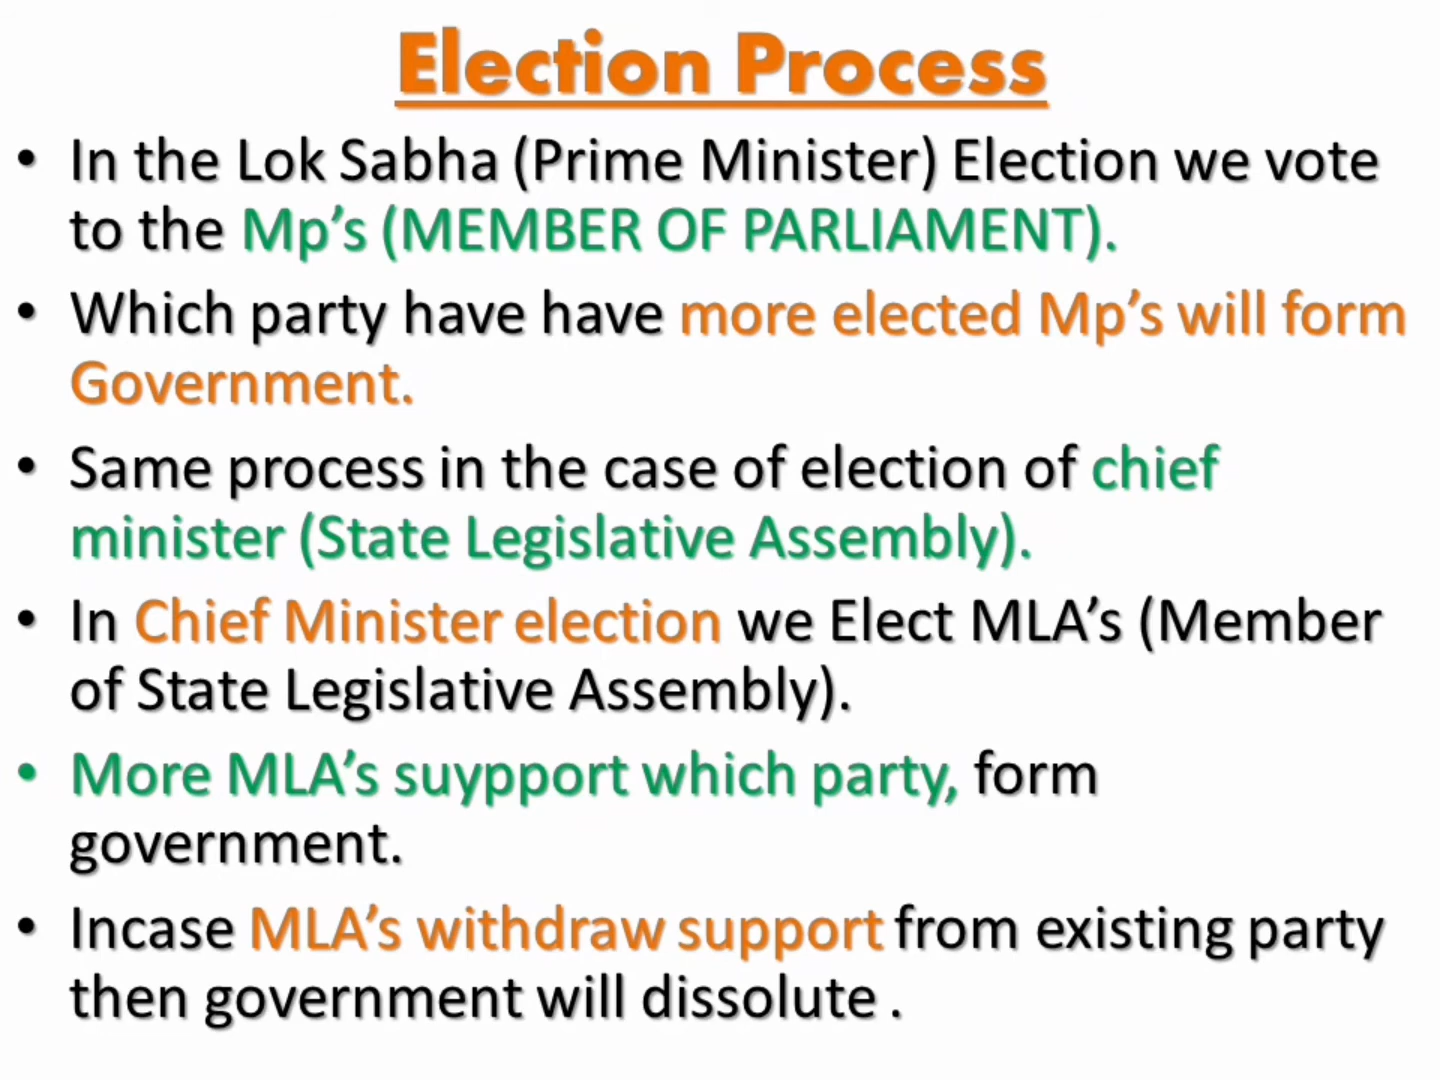 Election Process
• In the Lok Sabha (Prime Minister) Election we vote
to the Mp's (MEMBER OF PARLIAMENT).
• Which party have have more elected Mp's will form
Government.
• Same process in the case of election of chief
minister (State Legislative Assembly).
• In Chief Minister election we Elect MLA's (Member
of State Legislative Assembly).
• More MLA's suypport which party, form
government.
• Incase MLA's withdraw support from existing party
then government will dissolute .